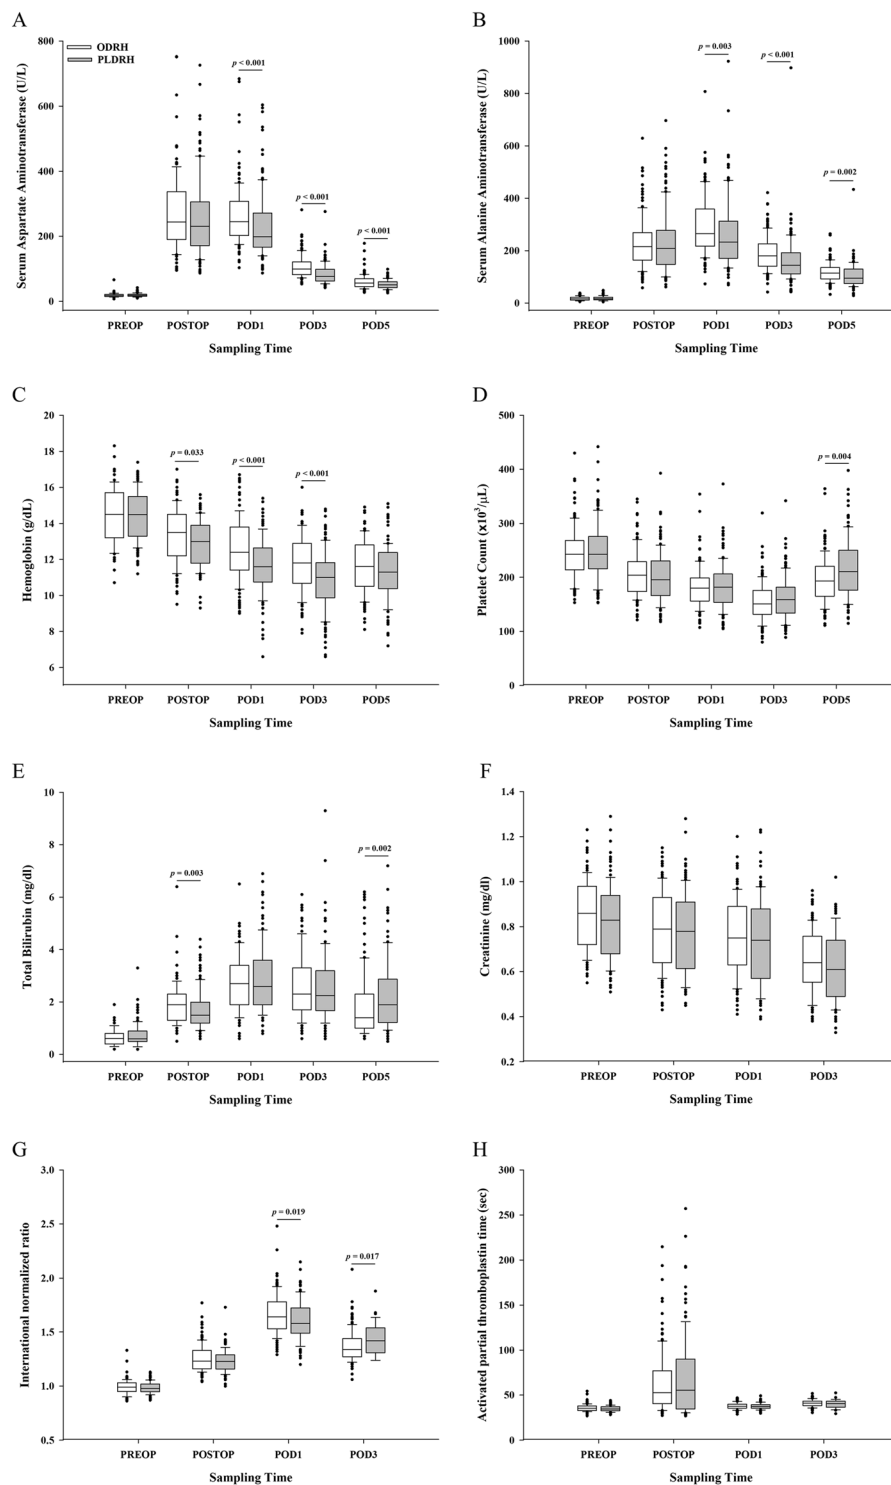 A
Serum Aspartate Aminotransferase (U/L)
800
600
400
200
0
ODRH
PLDRH
p < 0.001
p < 0.001
p < 0.001
PREOP POSTOP POD1 POD3 POD5
Sampling Time
B
Serum Alanine Aminotransferase (U/L)
1000
800
600
400
200
0
p = 0.003
p < 0.001
p = 0.002
PREOP POSTOP POD1 POD3 POD5
Sampling Time
C
Hemoglobin (g/dL)
20
18
16
14
12
10
8
6
p = 0.033
p < 0.001
p < 0.001
PREOP POSTOP POD1 POD3 POD5
Sampling Time
D
Platelet Count (x10³/µL)
500
400
300
200
100
0
p = 0.004
PREOP POSTOP POD1 POD3 POD5
Sampling Time
E
Total Bilirubin (mg/dl)
10
8
6
4
2
0
p = 0.003
p = 0.002
PREOP POSTOP POD1 POD3 POD5
Sampling Time
F
Creatinine (mg/dl)
1.4
1.2
1.0
0.8
0.6
0.4
0.2
PREOP POSTOP POD1 POD3
Sampling Time
G
International normalized ratio
3.0
2.5
2.0
1.5
1.0
0.5
p = 0.019
p = 0.017
PREOP POSTOP POD1 POD3
Sampling Time
H
Activated partial thromboplastin time (sec)
300
250
200
150
100
50
0
PREOP POSTOP POD1 POD3
Sampling Time